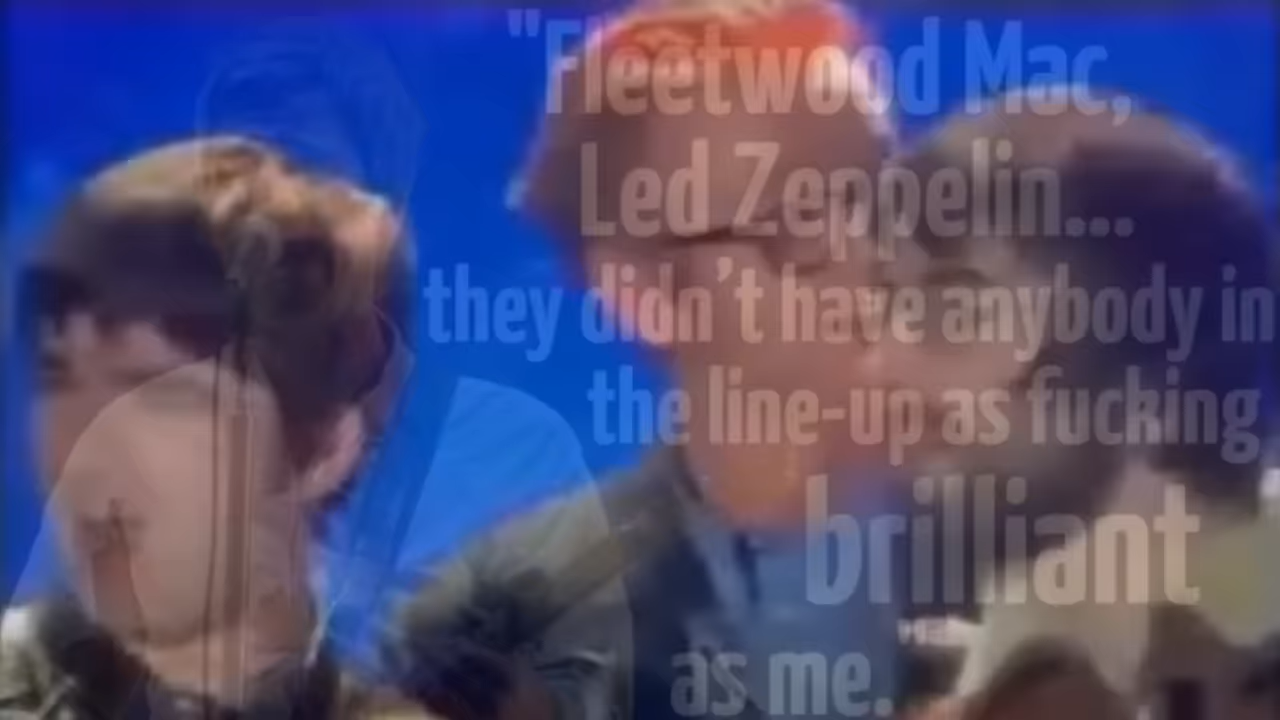 "Fleetwood Mac,
Led Zeppelin...
they didn't have anybody in
the line-up as fucking
brilliant
as me.